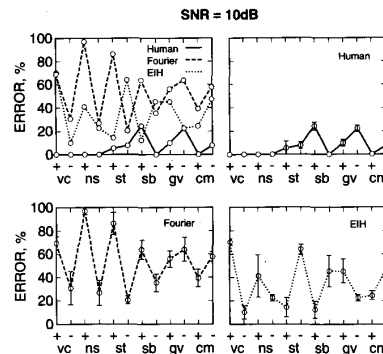 SNR = 10dB
ERROR, %
100
80
60
40
20
0
Human
Fourier
EIH
+ - + - + - + - + - + -
vc ns st sb gv cm
Human
+ - + - + - + - + - + -
vc ns st sb gv cm
ERROR, %
100
80
60
40
20
0
Fourier
+ - + - + - + - + - + -
vc ns st sb gv cm
EIH
+ - + - + - + - + - + -
vc ns st sb gv cm